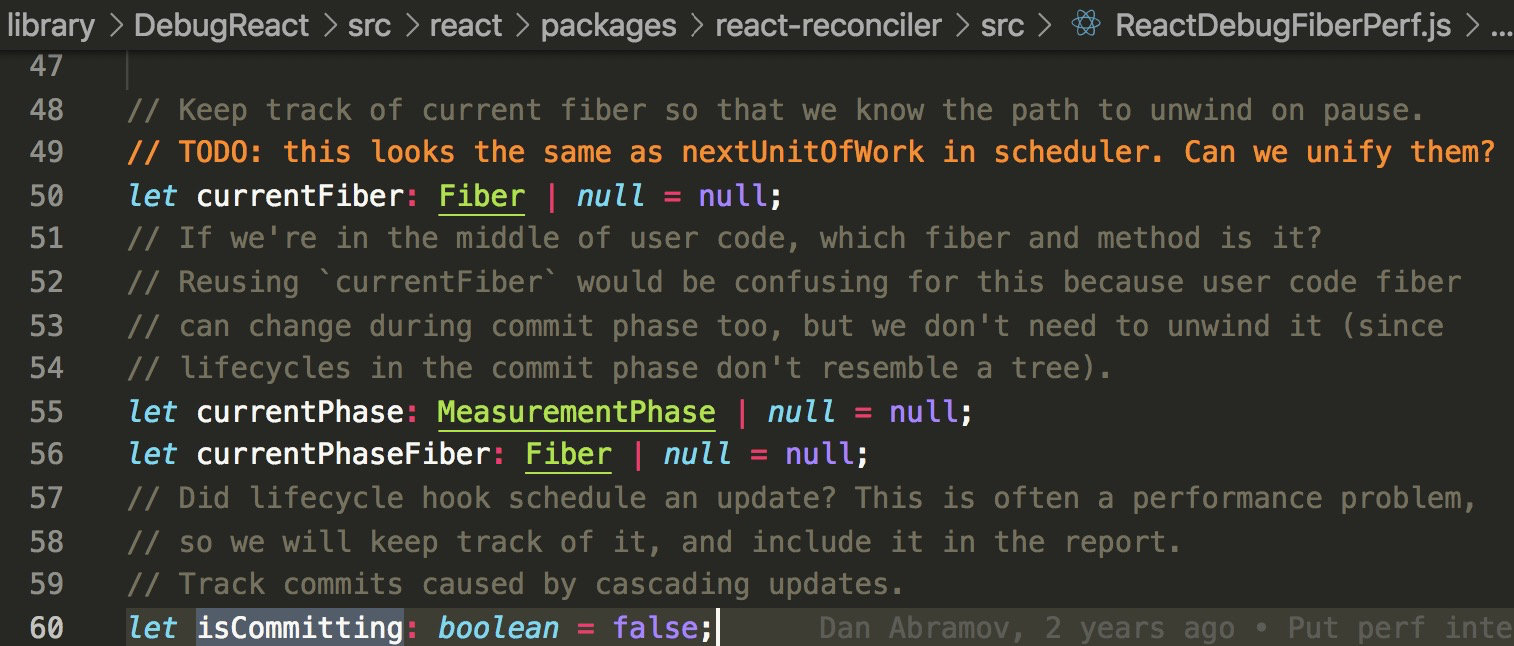 library > DebugReact > src > react > packages > react-reconciler > src > ReactDebugFiberPerf.js > ...
47
48 // Keep track of current fiber so that we know the path to unwind on pause.
49 // TODO: this looks the same as nextUnitOfWork in scheduler. Can we unify them?
50 let currentFiber: Fiber | null = null;
51 // If we're in the middle of user code, which fiber and method is it?
52 // Reusing `currentFiber` would be confusing for this because user code fiber
53 // can change during commit phase too, but we don't need to unwind it (since
54 // lifecycles in the commit phase don't resemble a tree).
55 let currentPhase: MeasurementPhase | null = null;
56 let currentPhaseFiber: Fiber | null = null;
57 // Did lifecycle hook schedule an update? This is often a performance problem,
58 // so we will keep track of it, and include it in the report.
59 // Track commits caused by cascading updates.
60 let isCommitting: boolean = false; Dan Abramov, 2 years ago • Put perf inte